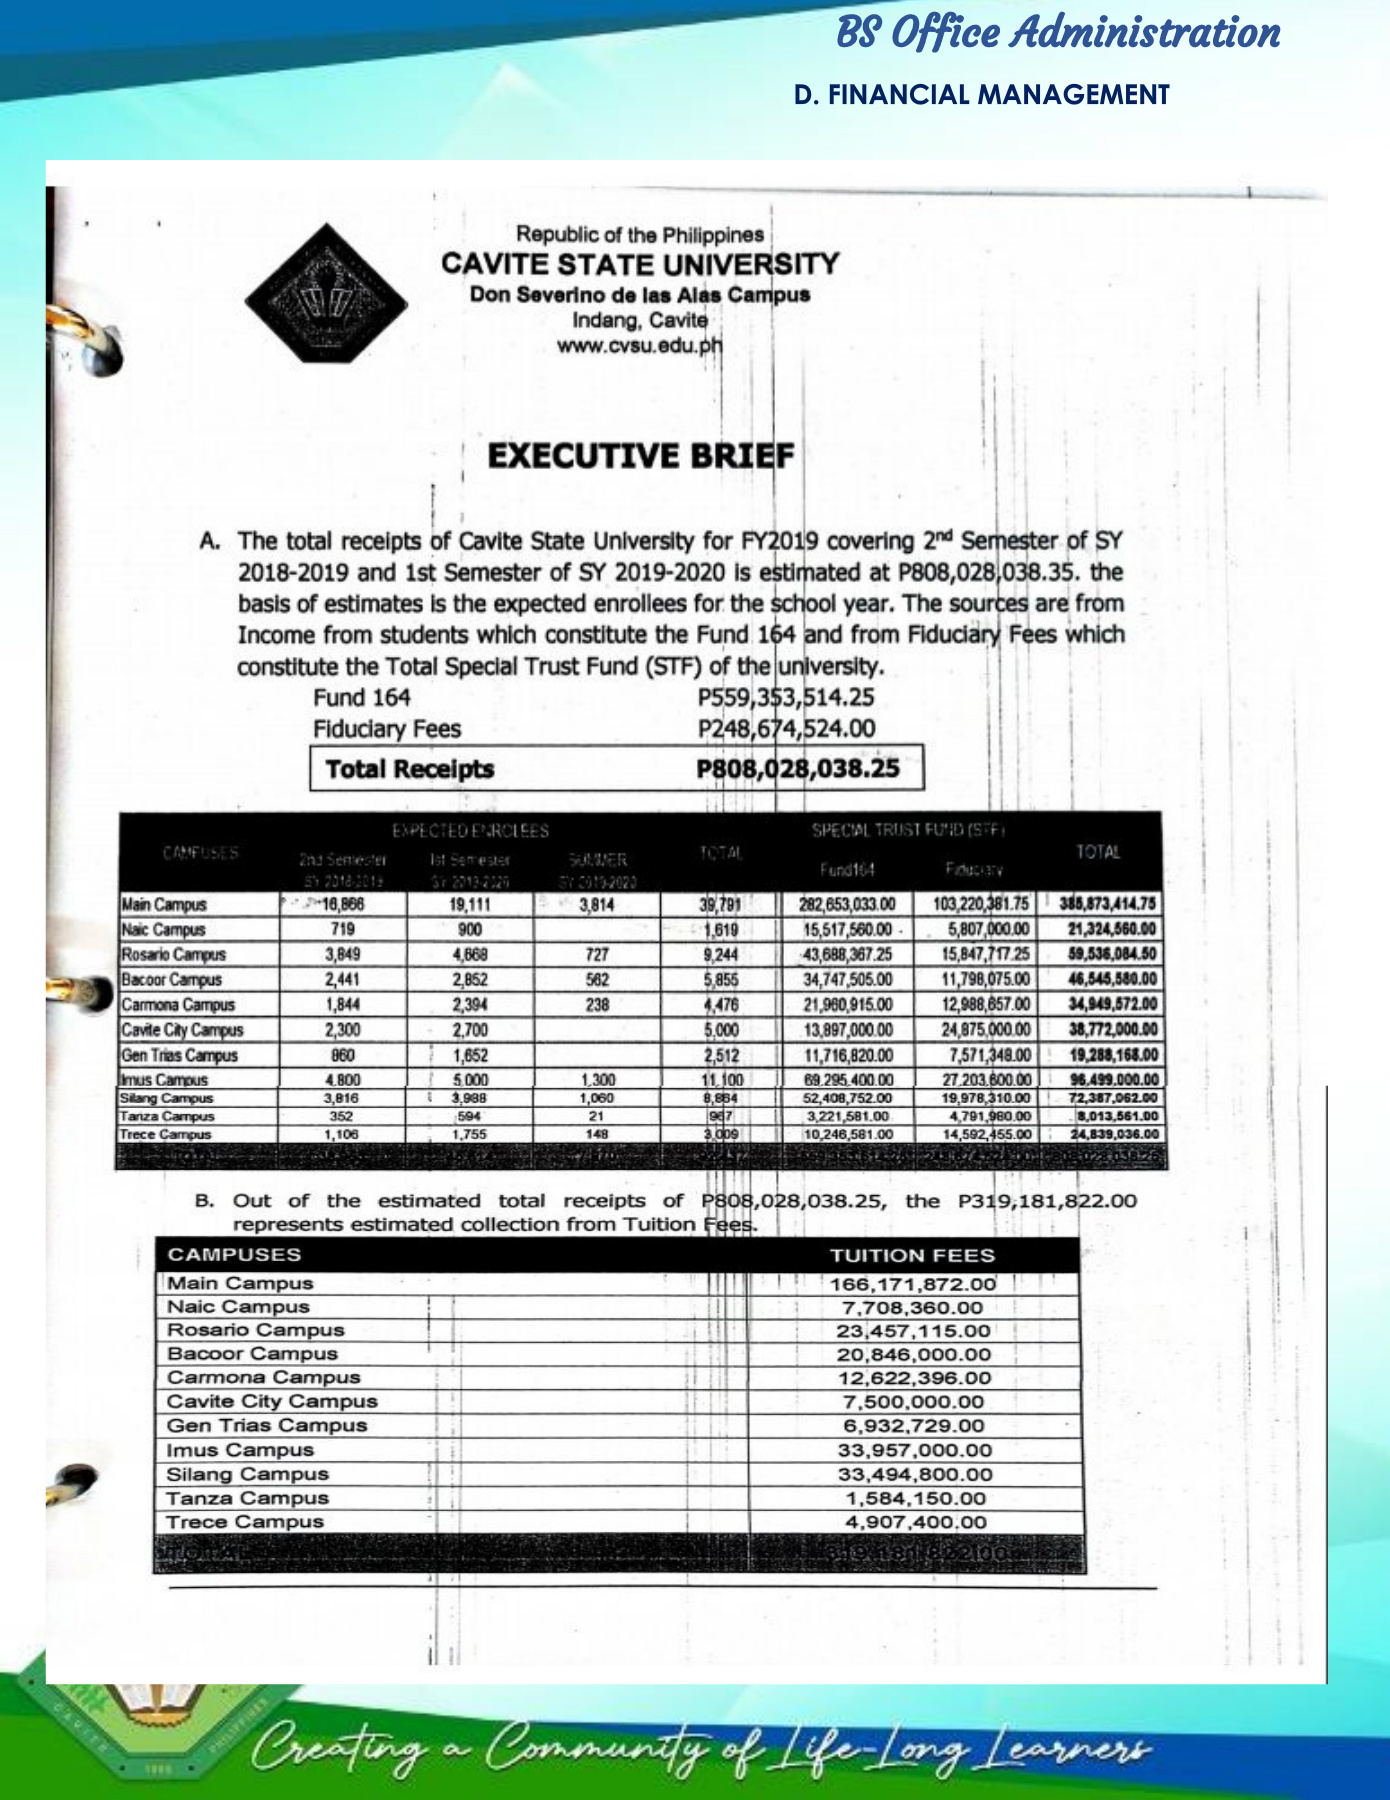 BS Office Administration
D. FINANCIAL MANAGEMENT
Republic of the Philippines
CAVITE STATE UNIVERSITY
Don Severino de las Alas Campus
Indang, Cavite
www.cvsu.edu.ph
EXECUTIVE BRIEF
A. The total receipts of Cavite State University for FY2019 covering 2nd Semester of SY
2018-2019 and 1st Semester of SY 2019-2020 is estimated at P808,028,038.35. the
basis of estimates is the expected enrollees for the school year. The sources are from
Income from students which constitute the Fund 164 and from Fiduciary Fees which
constitute the Total Special Trust Fund (STF) of the university.
Fund 164 P559,353,514.25
Fiduciary Fees P248,674,524.00
Total Receipts P808,028,038.25
CAMPUSES EXPECTED ENROLEES TOTAL SPECIAL TRUST FUND (STF) TOTAL
2nd Semester 1st Semester SUMMER Fund164 Fiduciary
SY 2018-2019 SY 2019-2020 SY 2019-2020
Main Campus 16,866 19,111 3,814 39,791 282,653,033.00 103,220,381.75 385,873,414.75
Naic Campus 719 900 1,619 15,517,560.00 5,807,000.00 21,324,560.00
Rosario Campus 3,849 4,668 727 9,244 43,688,367.25 15,847,717.25 59,536,084.50
Bacoor Campus 2,441 2,852 562 5,855 34,747,505.00 11,798,075.00 46,545,580.00
Carmona Campus 1,844 2,394 238 4,476 21,960,915.00 12,988,657.00 34,949,572.00
Cavite City Campus 2,300 2,700 5,000 13,897,000.00 24,875,000.00 38,772,000.00
Gen Trias Campus 860 1,652 2,512 11,716,820.00 7,571,348.00 19,288,168.00
Imus Campus 4,800 5,000 1,300 11,100 69,295,400.00 27,203,600.00 96,499,000.00
Silang Campus 3,816 3,988 1,060 8,864 52,408,752.00 19,978,310.00 72,387,062.00
Tanza Campus 352 594 21 967 3,221,581.00 4,791,980.00 8,013,561.00
Trece Campus 1,106 1,755 148 3,009 10,246,581.00 14,592,455.00 24,839,036.00
B. Out of the estimated total receipts of P808,028,038.25, the P319,181,822.00
represents estimated collection from Tuition Fees.
CAMPUSES TUITION FEES
Main Campus 166,171,872.00
Naic Campus 7,708,360.00
Rosario Campus 23,457,115.00
Bacoor Campus 20,846,000.00
Carmona Campus 12,622,396.00
Cavite City Campus 7,500,000.00
Gen Trias Campus 6,932,729.00
Imus Campus 33,957,000.00
Silang Campus 33,494,800.00
Tanza Campus 1,584,150.00
Trece Campus 4,907,400.00
TOTAL 319,181,822.00
CAVITE PHILIPPINES
1906
Creating a Community of Life-Long Learners